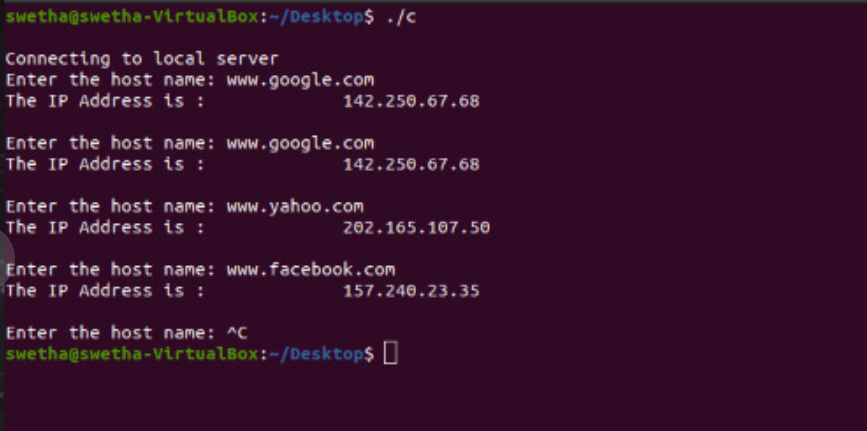 swetha@swetha-VirtualBox:~/Desktop$ ./c
Connecting to local server
Enter the host name: www.google.com
The IP Address is : 142.250.67.68
Enter the host name: www.google.com
The IP Address is : 142.250.67.68
Enter the host name: www.yahoo.com
The IP Address is : 202.165.107.50
Enter the host name: www.facebook.com
The IP Address is : 157.240.23.35
Enter the host name: ^C
swetha@swetha-VirtualBox:~/Desktop$